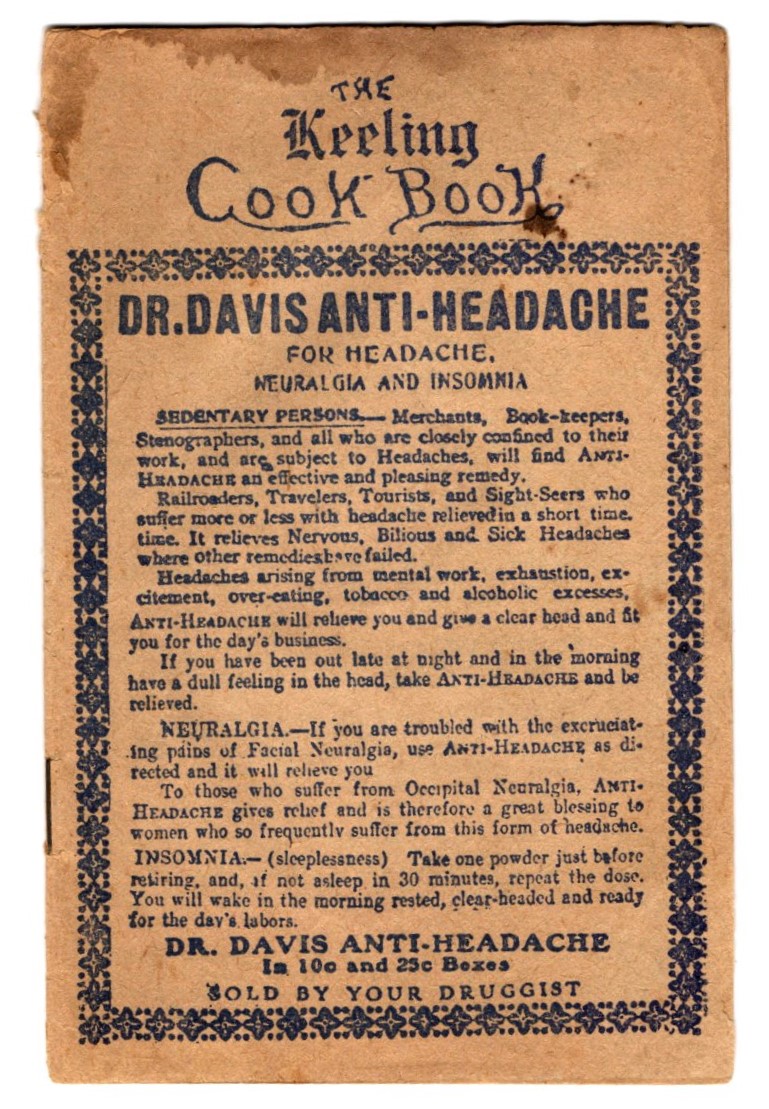 THE
Keeling
Cook Book
DR. DAVIS ANTI-HEADACHE
FOR HEADACHE,
NEURALGIA AND INSOMNIA
SEDENTARY PERSONS.— Merchants, Book-keepers,
Stenographers, and all who are closely confined to their
work, and are subject to Headaches, will find ANTI-
HEADACHE an effective and pleasing remedy.
Railroaders, Travelers, Tourists, and Sight-Seers who
suffer more or less with headache relieved in a short time.
time. It relieves Nervous, Bilious and Sick Headaches
where other remedies have failed.
Headaches arising from mental work, exhaustion, ex-
citement, over-eating, tobacco and alcoholic excesses,
ANTI-HEADACHE will relieve you and give a clear head and fit
you for the day's business.
If you have been out late at night and in the morning
have a dull feeling in the head, take ANTI-HEADACHE and be
relieved.
NEURALGIA.—If you are troubled with the excruciat-
ing pains of Facial Neuralgia, use ANTI-HEADACHE as di-
rected and it will relieve you
To those who suffer from Occipital Neuralgia, ANTI-
HEADACHE gives relief and is therefore a great blessing to
women who so frequently suffer from this form of headache.
INSOMNIA.— (sleeplessness) Take one powder just before
retiring, and, if not asleep in 30 minutes, repeat the dose.
You will wake in the morning rested, clear-headed and ready
for the day's labors.
DR. DAVIS ANTI-HEADACHE
In 10c and 25c Boxes
SOLD BY YOUR DRUGGIST